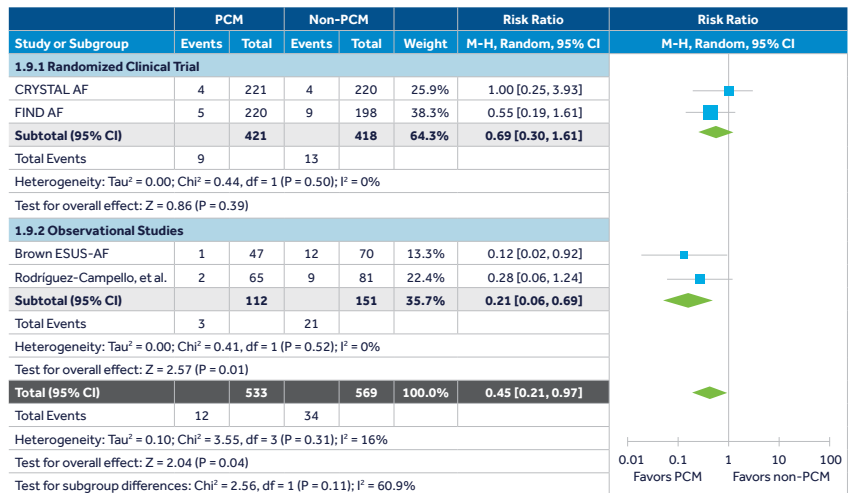 PCM Non-PCM Risk Ratio Risk Ratio
Study or Subgroup Events Total Events Total Weight M-H, Random, 95% CI M-H, Random, 95% CI
1.9.1 Randomized Clinical Trial
CRYSTAL AF 4 221 4 220 25.9% 1.00 [0.25, 3.93]
FIND AF 5 220 9 198 38.3% 0.55 [0.19, 1.61]
Subtotal (95% CI) 421 418 64.3% 0.69 [0.30, 1.61]
Total Events 9 13
Heterogeneity: Tau² = 0.00; Chi² = 0.44, df = 1 (P = 0.50); I² = 0%
Test for overall effect: Z = 0.86 (P = 0.39)
1.9.2 Observational Studies
Brown ESUS-AF 1 47 12 70 13.3% 0.12 [0.02, 0.92]
Rodríguez-Campello, et al. 2 65 9 81 22.4% 0.28 [0.06, 1.24]
Subtotal (95% CI) 112 151 35.7% 0.21 [0.06, 0.69]
Total Events 3 21
Heterogeneity: Tau² = 0.00; Chi² = 0.41, df = 1 (P = 0.52); I² = 0%
Test for overall effect: Z = 2.57 (P = 0.01)
Total (95% CI) 533 569 100.0% 0.45 [0.21, 0.97]
Total Events 12 34
Heterogeneity: Tau² = 0.10; Chi² = 3.55, df = 3 (P = 0.31); I² = 16%
Test for overall effect: Z = 2.04 (P = 0.04)
Test for subgroup differences: Chi² = 2.56, df = 1 (P = 0.11); I² = 60.9%
0.01 0.1 1 10 100
Favors PCM Favors non-PCM